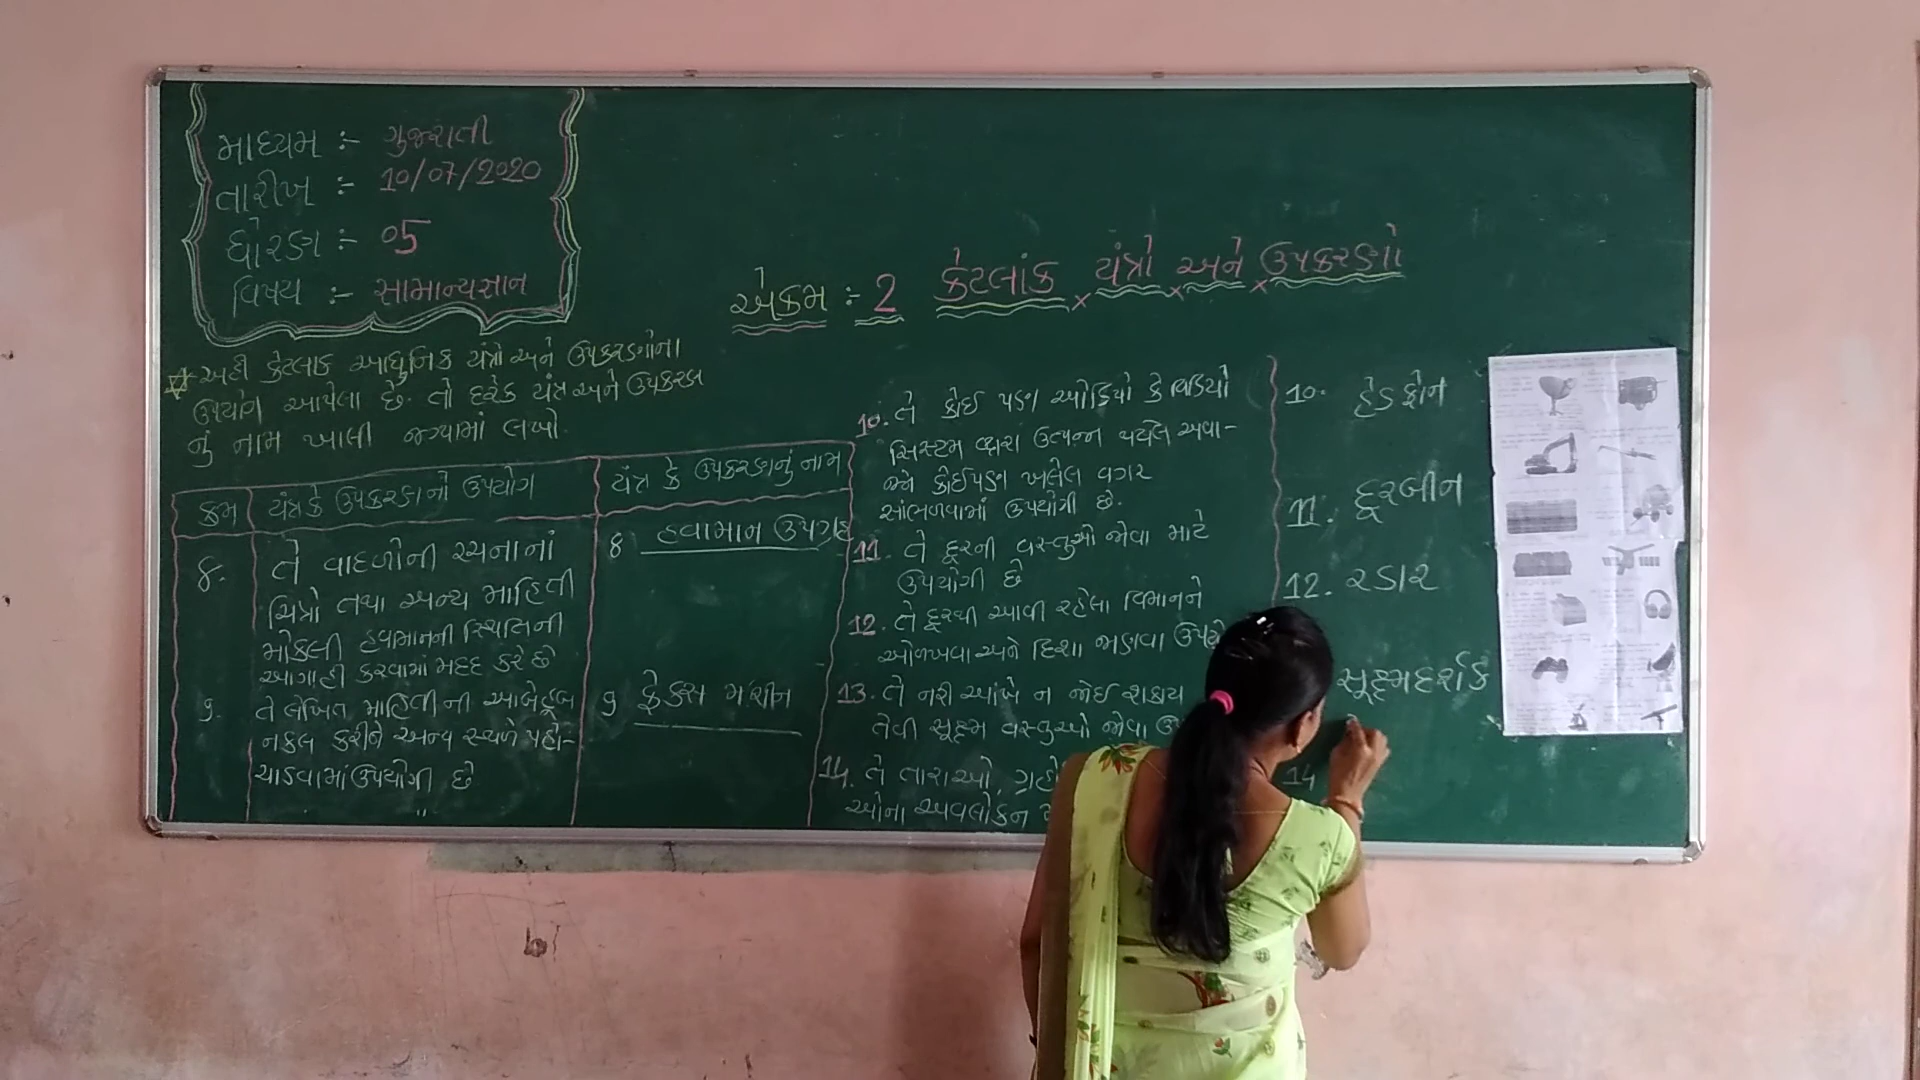 માધ્યમ :- ગુજરાતી
તારીખ :- 10/07/2020
ધોરણ :- 05
વિષય :- સામાન્યજ્ઞાન
એકમ :- 2 કેટલાંક યંત્રો અને ઉપકરણો
અહીં કેટલાક આધુનિક યંત્રો અને ઉપકરણોના
ઉપયોગ આપેલા છે. તો દરેક યંત્ર અને ઉપકરણ
નું નામ ખાલી જગ્યામાં લખો.
ક્રમ યંત્ર કે ઉપકરણનો ઉપયોગ યંત્ર કે ઉપકરણનું નામ
8. તે વાદળોની રચનાનાં
ચિત્રો તથા અન્ય માહિતી
મોકલી હવામાનની સ્થિતિની
આગાહી કરવામાં મદદ કરે છે
8 હવામાન ઉપગ્રહ
9. તે લેખિત માહિતીની આબેહૂબ
નકલ કરીને અન્ય સ્થળે પહોં-
ચાડવામાં ઉપયોગી છે
9 ફેક્સ મશીન
10. તે કોઈ પણ ઓડિયો કે વિડિયો
સિસ્ટમ દ્વારા ઉત્પન્ન થયેલ અવા-
જને કોઈપણ ખલેલ વગર
સાંભળવામાં ઉપયોગી છે.
11. તે દૂરની વસ્તુઓ જોવા માટે
ઉપયોગી છે
12. તે દૂરથી આવી રહેલા વિમાનને
ઓળખવા અને દિશા જાણવા
13. તે નરી આંખે ન જોઈ શકાય
તેવી સૂક્ષ્મ વસ્તુઓ જોવા
14. તે તારાઓ, ગ્રહો
ઓના અવલોકન
10. હેડફોન
11. દૂરબીન
12. રડાર
સૂક્ષ્મદર્શક
14